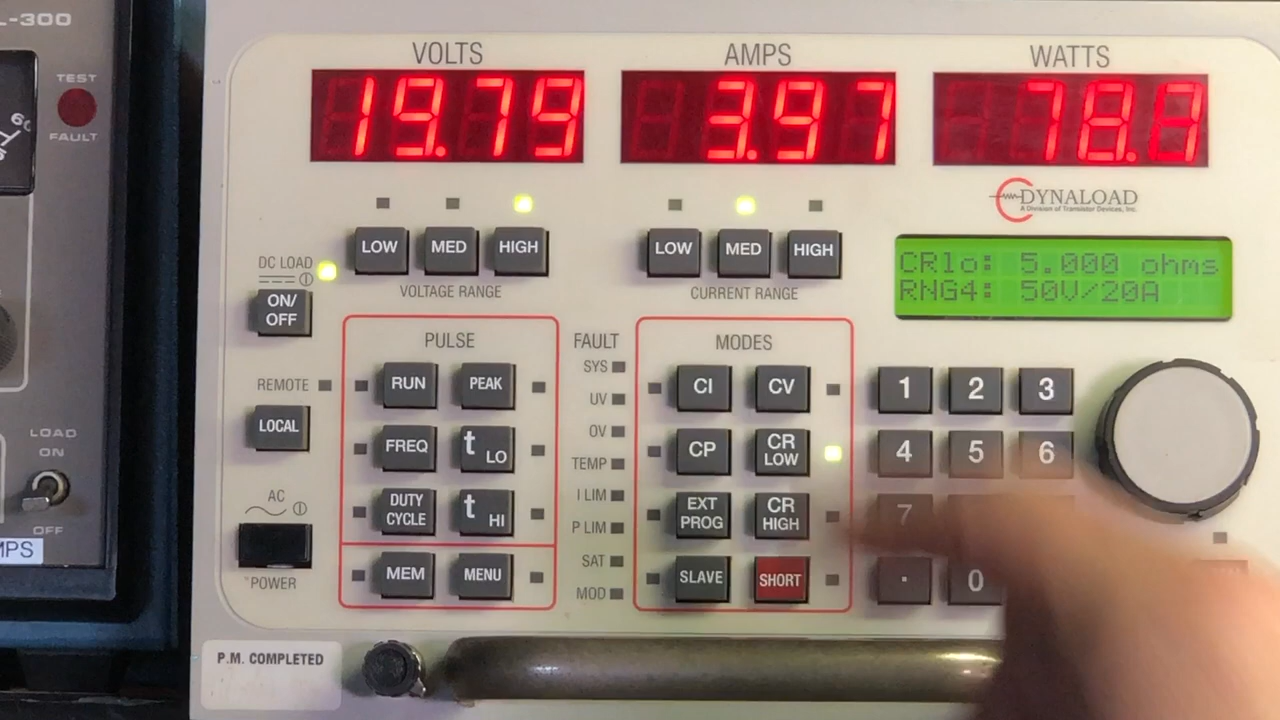 L-300
TEST
FAULT
LOAD
ON
OFF
MPS
VOLTS
AMPS
WATTS
19.79
3.97
DYNALOAD
A Division of Transistor Devices, Inc.
LOW
MED
HIGH
VOLTAGE RANGE
LOW
MED
HIGH
CURRENT RANGE
CRlo: 5.000 ohms
RNG4: 50V/20A
DC LOAD
ON/
OFF
REMOTE
LOCAL
AC
POWER
PULSE
RUN
PEAK
FREQ
t LO
DUTY
CYCLE
t HI
MEM
MENU
FAULT
SYS
UV
OV
TEMP
I LIM
P LIM
SAT
MOD
MODES
CI
CV
CP
CR
LOW
EXT
PROG
CR
HIGH
SLAVE
SHORT
1 2 3
4 5 6
7
. 0
P.M. COMPLETED